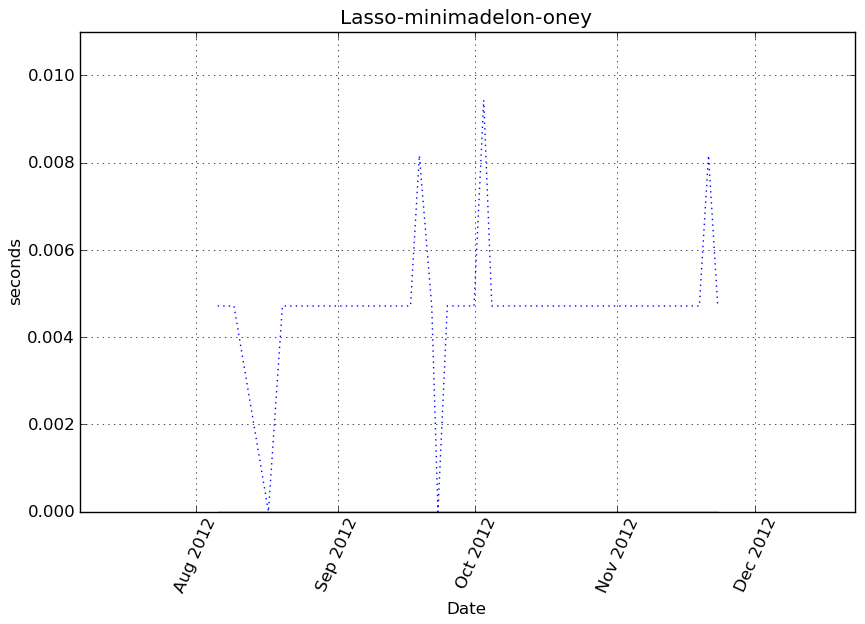 Lasso-minimadelon-oney
0.010
0.008
0.006
0.004
0.002
0.000
seconds
Aug 2012
Sep 2012
Oct 2012
Nov 2012
Dec 2012
Date